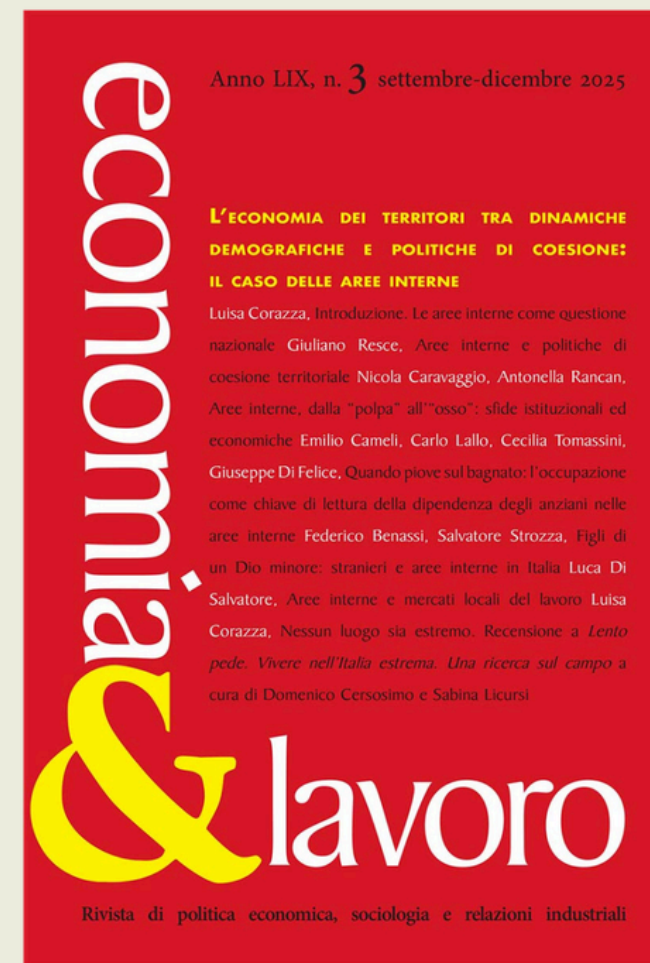 Anno LIX, n. 3 settembre-dicembre 2025
economia
L'ECONOMIA DEI TERRITORI TRA DINAMICHE
DEMOGRAFICHE E POLITICHE DI COESIONE:
IL CASO DELLE AREE INTERNE
Luisa Corazza, Introduzione. Le aree interne come questione
nazionale Giuliano Resce, Aree interne e politiche di
coesione territoriale Nicola Caravaggio, Antonella Rancan,
Aree interne, dalla "polpa" all'"osso": sfide istituzionali ed
economiche Emilio Cameli, Carlo Lallo, Cecilia Tomassini,
Giuseppe Di Felice, Quando piove sul bagnato: l'occupazione
come chiave di lettura della dipendenza degli anziani nelle
aree interne Federico Benassi, Salvatore Strozza, Figli di
un Dio minore: stranieri e aree interne in Italia Luca Di
Salvatore, Aree interne e mercati locali del lavoro Luisa
Corazza, Nessun luogo sia estremo. Recensione a Lento
pede. Vivere nell'Italia estrema. Una ricerca sul campo a
cura di Domenico Cersosimo e Sabina Licursi
& lavoro
Rivista di politica economica, sociologia e relazioni industriali